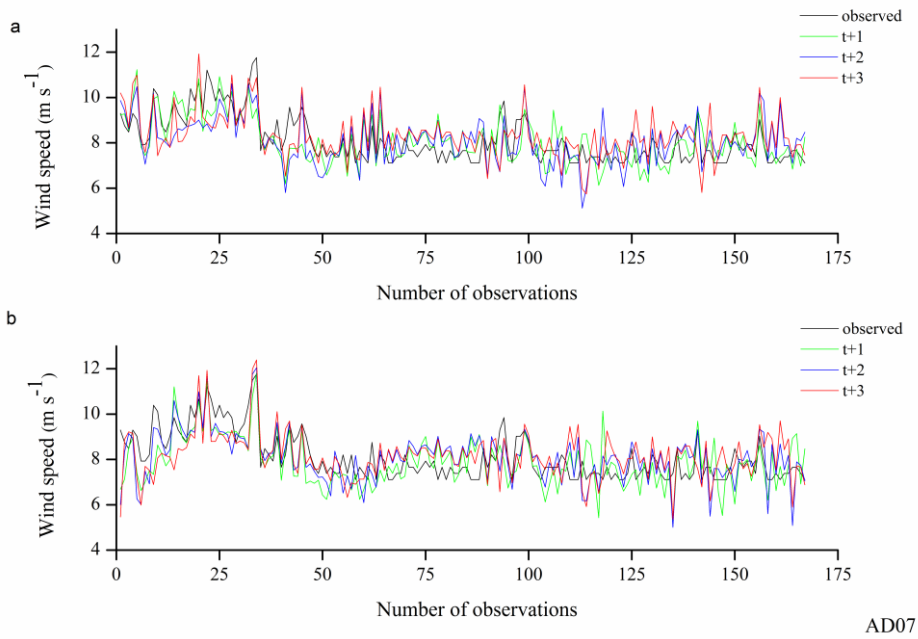 a
observed
t+1
t+2
t+3
12
10
8
6
4
Wind speed (m s⁻¹)
0 25 50 75 100 125 150 175
Number of observations
b
observed
t+1
t+2
t+3
12
10
8
6
4
Wind speed (m s⁻¹)
0 25 50 75 100 125 150 175
Number of observations
AD07